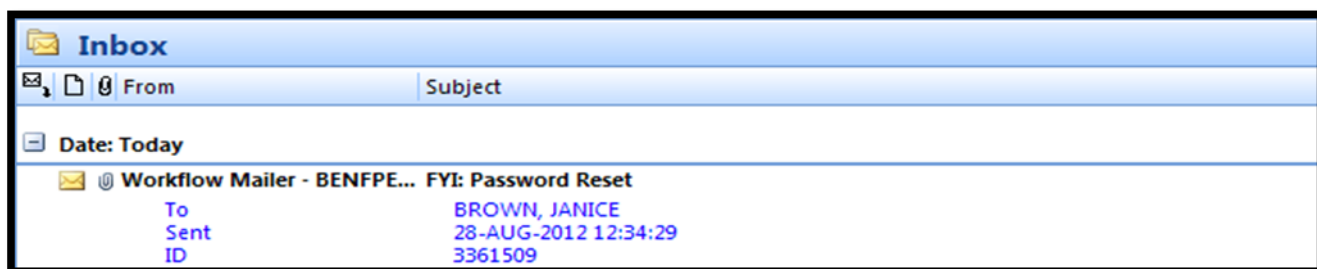 Inbox
From Subject
Date: Today
Workflow Mailer - BENFPE... FYI: Password Reset
To BROWN, JANICE
Sent 28-AUG-2012 12:34:29
ID 3361509